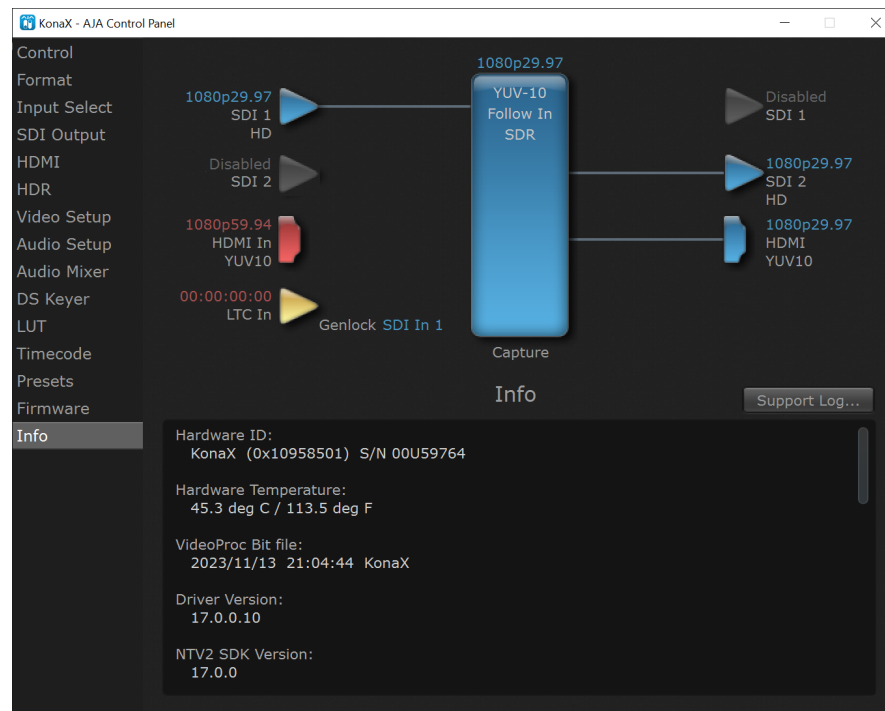 KonaX - AJA Control Panel
Control
Format
Input Select
SDI Output
HDMI
HDR
Video Setup
Audio Setup
Audio Mixer
DS Keyer
LUT
Timecode
Presets
Firmware
Info
1080p29.97
SDI 1
HD
Disabled
SDI 2
1080p59.94
HDMI In
YUV10
00:00:00:00
LTC In
Genlock SDI In 1
1080p29.97
YUV-10
Follow In
SDR
Capture
Disabled
SDI 1
1080p29.97
SDI 2
HD
1080p29.97
HDMI
YUV10
Info
Support Log...
Hardware ID:
KonaX (0x10958501) S/N 00U59764
Hardware Temperature:
45.3 deg C / 113.5 deg F
VideoProc Bit file:
2023/11/13 21:04:44 KonaX
Driver Version:
17.0.0.10
NTV2 SDK Version:
17.0.0